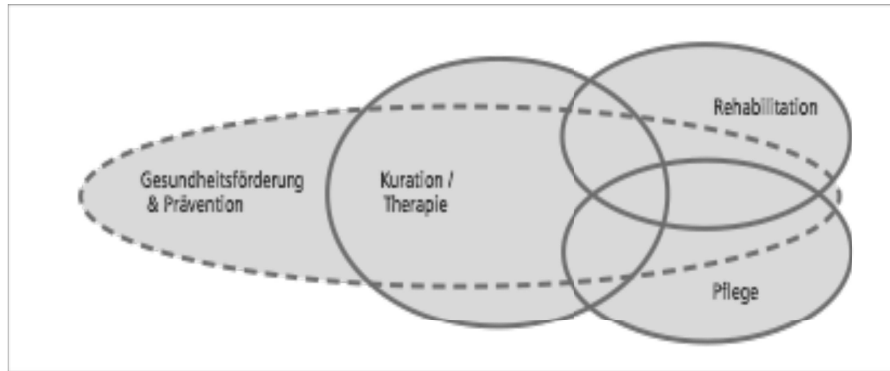 Gesundheitsförderung
& Prävention
Kuration /
Therapie
Rehabilitation
Pflege